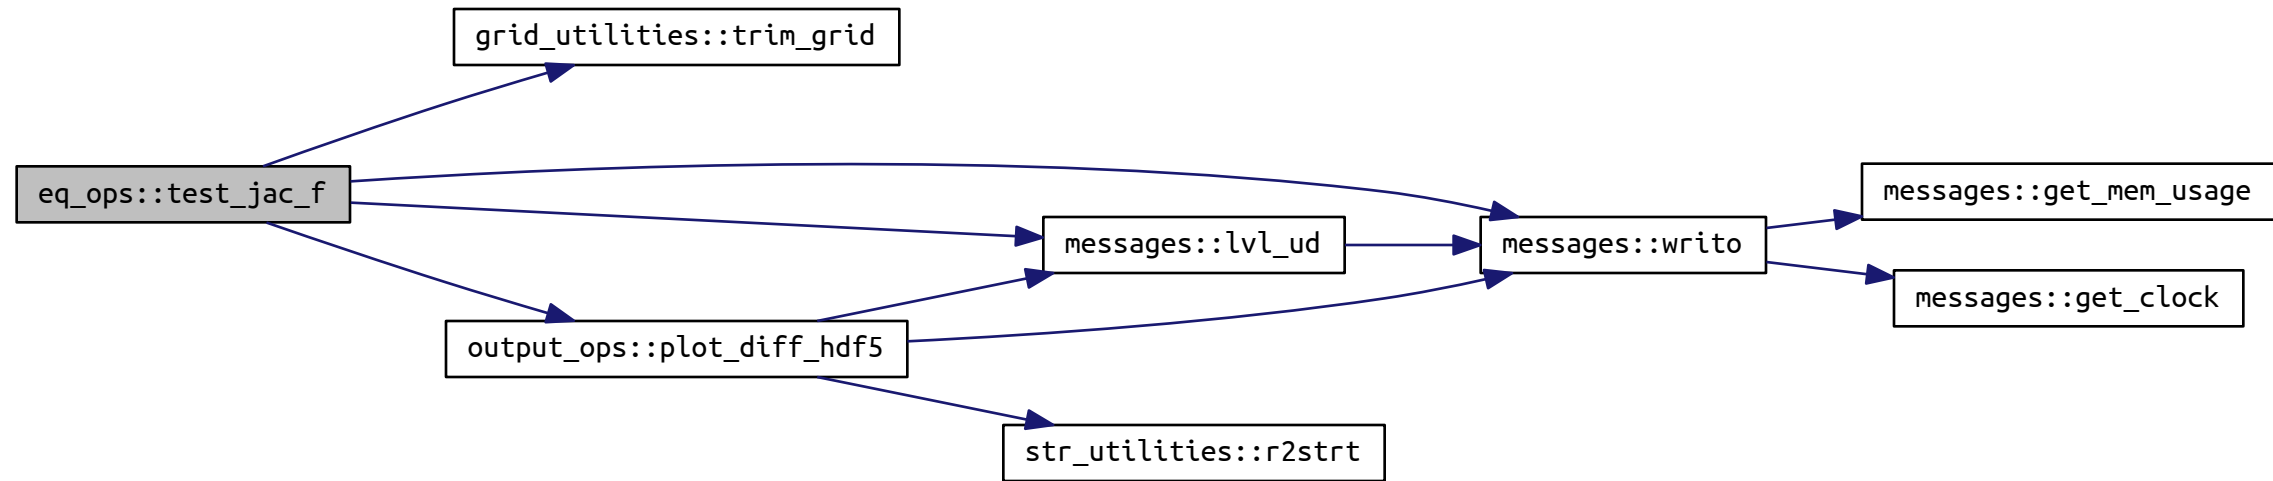 grid_utilities::trim_grid
eq_ops::test_jac_f
messages::get_mem_usage
messages::lvl_ud
messages::writo
messages::get_clock
output_ops::plot_diff_hdf5
str_utilities::r2strt